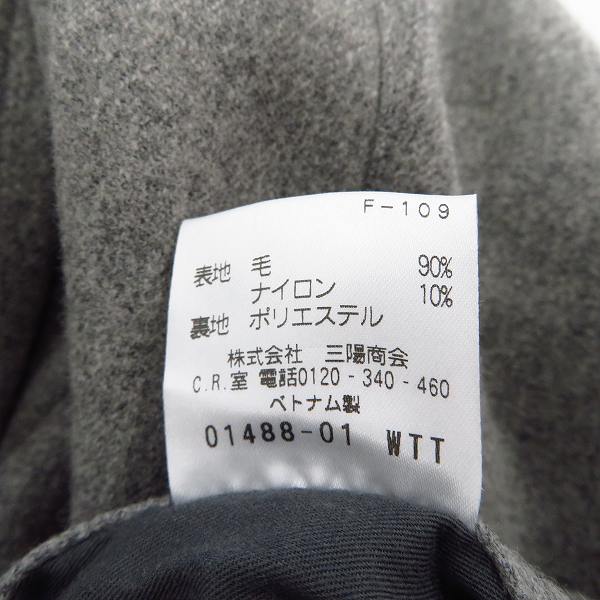 F-109
表地 毛 90%
ナイロン 10%
裏地 ポリエステル
株式会社 三陽商会
C.R.室 電話0120-340-460
ベトナム製
01488-01 WTT